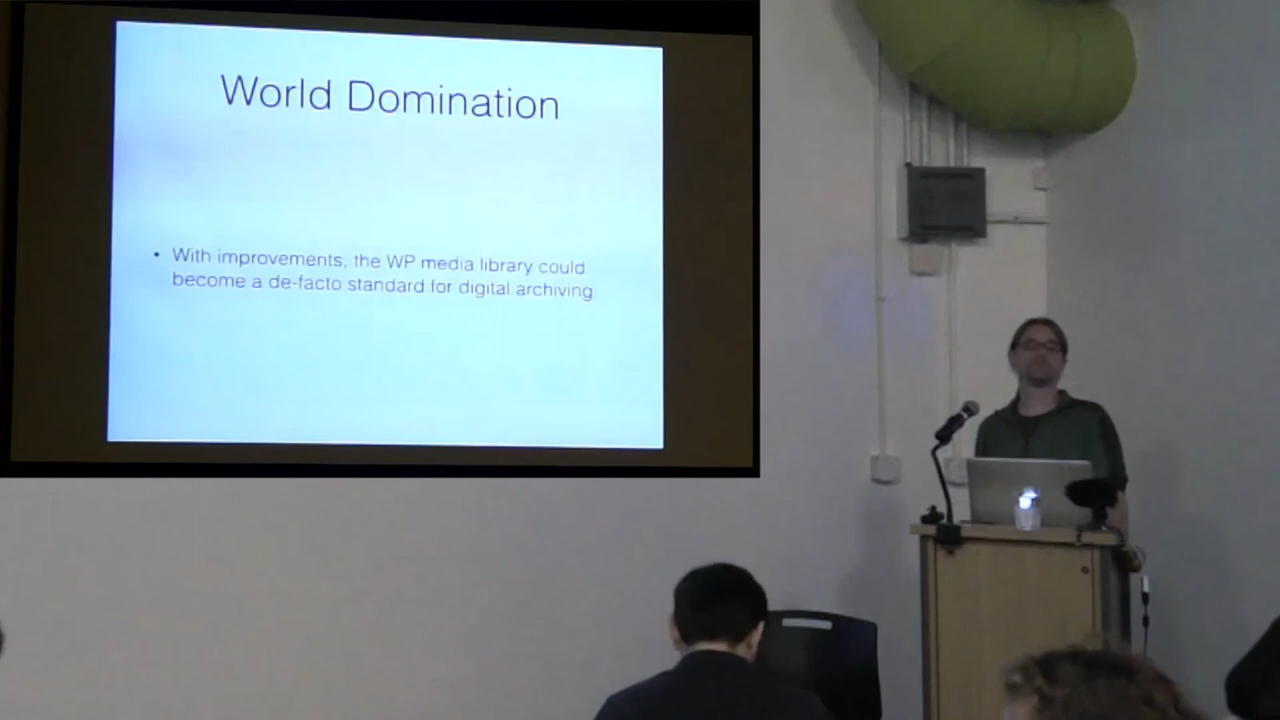 World Domination
• With improvements, the WP media library could
become a de-facto standard for digital archiving